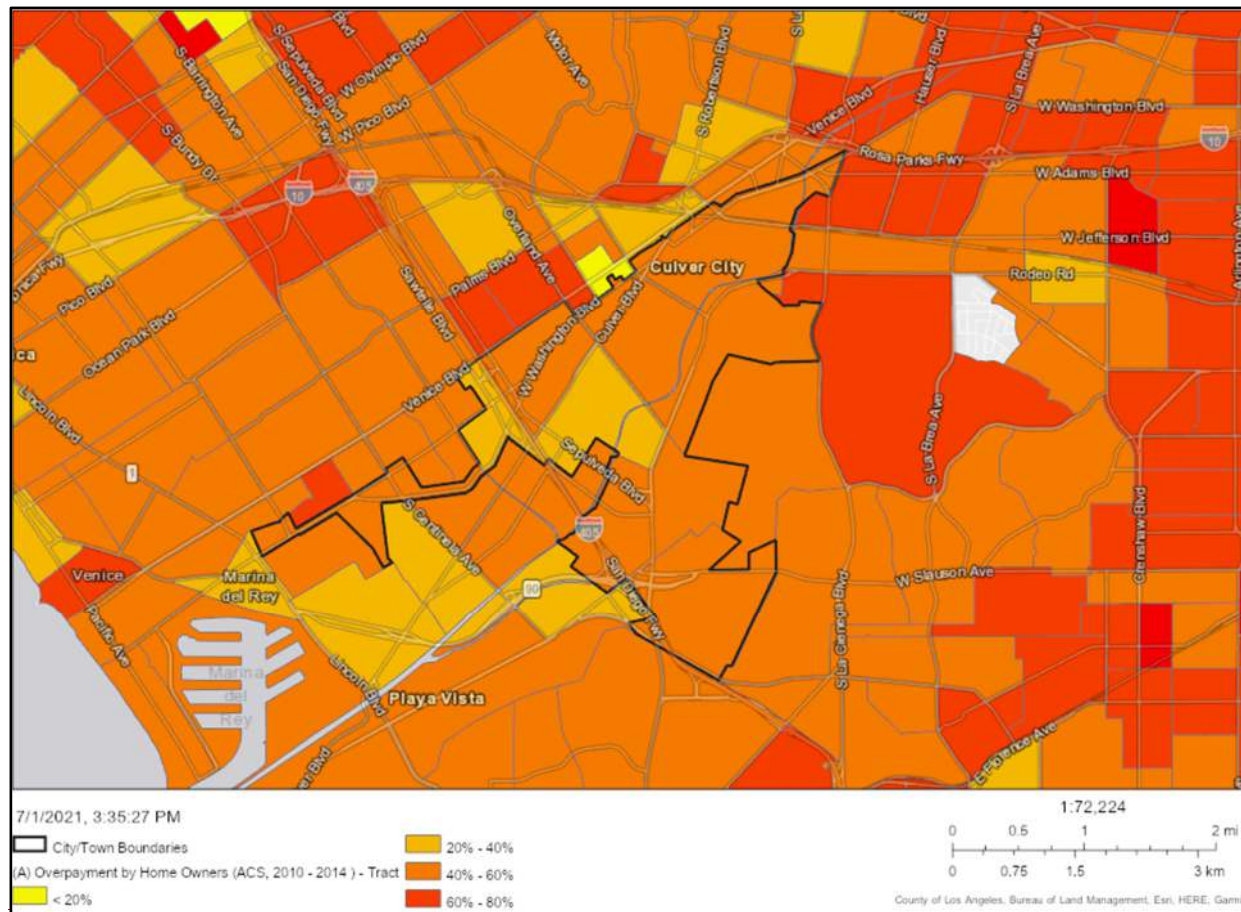 S Barrington Ave
S Sepulveda Blvd
San Diego Fwy
W Olympic Blvd
W Pico Blvd
S Bundy Dr
Motor Ave
S Robertson Blvd
Venice Blvd
Hauser Blvd
S La Brea Ave
W Washington Blvd
Rosa Parks Fwy
10
W Adams Blvd
10
405
Overland Ave
Palms Blvd
Culver City
W Jefferson Blvd
Rodeo Rd
Arlington Ave
Pico Blvd
Ocean Park Blvd
Sawtelle Blvd
W Washington Blvd
Culver Blvd
ica
Lincoln Blvd
Venice Blvd
1
Sepulveda Blvd
S La Brea Ave
S Centinela Ave
405
Crenshaw Blvd
Venice
Marina
del Rey
90
San Diego Fwy
W Slauson Ave
Pacific Ave
Lincoln Blvd
S La Cienega Blvd
Marina
del
Rey
Playa Vista
E Florence Ave
7/1/2021, 3:35:27 PM
City/Town Boundaries
(A) Overpayment by Home Owners (ACS, 2010 - 2014 ) - Tract
< 20%
20% - 40%
40% - 60%
60% - 80%
1:72,224
0 0.5 1 2 mi
0 0.75 1.5 3 km
County of Los Angeles, Bureau of Land Management, Esri, HERE, Garm